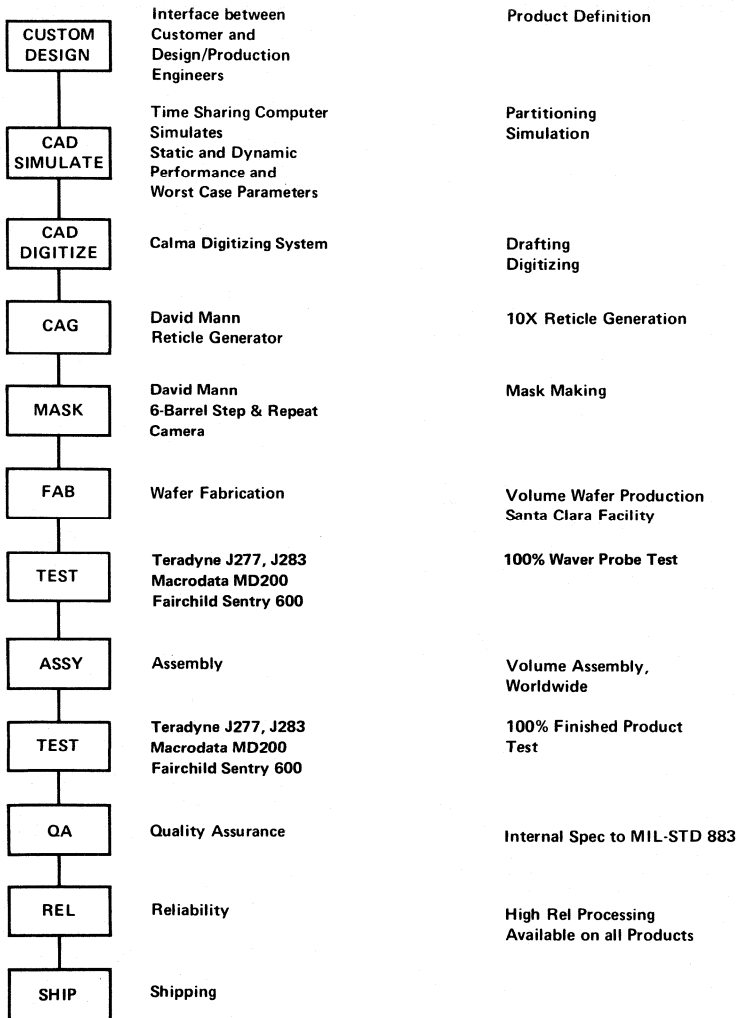 CUSTOM
DESIGN
Interface between
Customer and
Design/Production
Engineers
Product Definition
CAD
SIMULATE
Time Sharing Computer
Simulates
Static and Dynamic
Performance and
Worst Case Parameters
Partitioning
Simulation
CAD
DIGITIZE
Calma Digitizing System
Drafting
Digitizing
CAG
David Mann
Reticle Generator
10X Reticle Generation
MASK
David Mann
6-Barrel Step & Repeat
Camera
Mask Making
FAB
Wafer Fabrication
Volume Wafer Production
Santa Clara Facility
TEST
Teradyne J277, J283
Macrodata MD200
Fairchild Sentry 600
100% Waver Probe Test
ASSY
Assembly
Volume Assembly,
Worldwide
TEST
Teradyne J277, J283
Macrodata MD200
Fairchild Sentry 600
100% Finished Product
Test
QA
Quality Assurance
Internal Spec to MIL-STD 883
REL
Reliability
High Rel Processing
Available on all Products
SHIP
Shipping